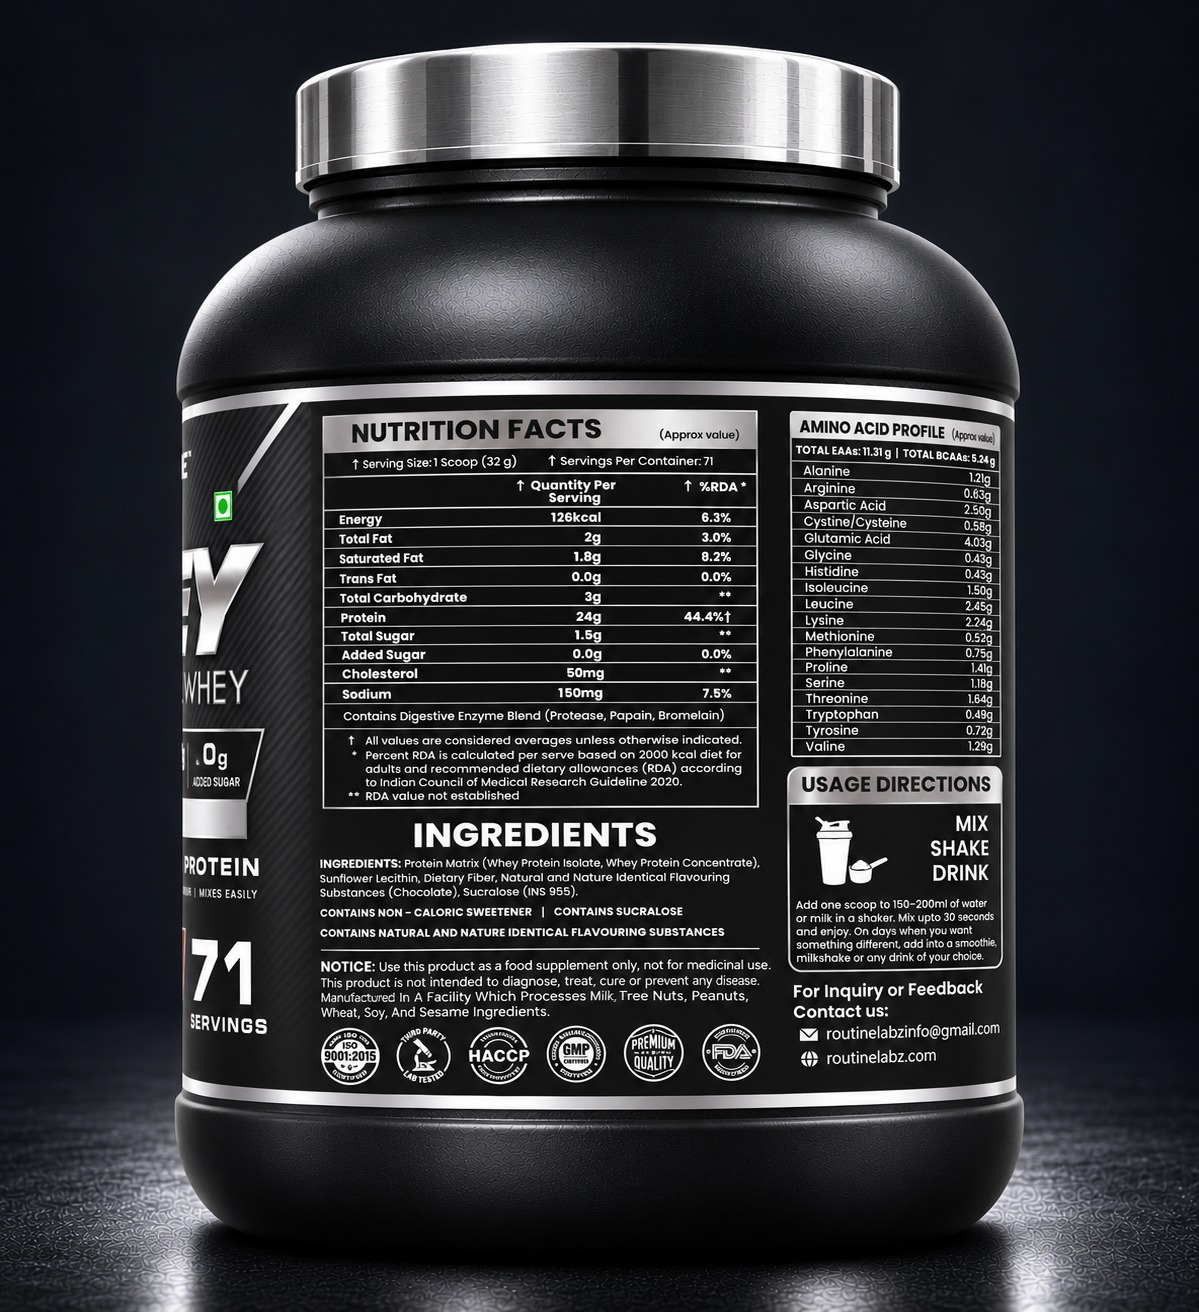 EY
WHEY
.0g
ADDED SUGAR
PROTEIN
| MIXES EASILY
71
SERVINGS
NUTRITION FACTS (Approx value)
↑ Serving Size: 1 Scoop (32 g) ↑ Servings Per Container: 71
↑ Quantity Per Serving ↑ %RDA *
Energy 126kcal 6.3%
Total Fat 2g 3.0%
Saturated Fat 1.8g 8.2%
Trans Fat 0.0g 0.0%
Total Carbohydrate 3g **
Protein 24g 44.4%†
Total Sugar 1.5g **
Added Sugar 0.0g 0.0%
Cholesterol 50mg **
Sodium 150mg 7.5%
Contains Digestive Enzyme Blend (Protease, Papain, Bromelain)
† All values are considered averages unless otherwise indicated.
* Percent RDA is calculated per serve based on 2000 kcal diet for
adults and recommended dietary allowances (RDA) according
to Indian Council of Medical Research Guideline 2020.
** RDA value not established
INGREDIENTS
INGREDIENTS: Protein Matrix (Whey Protein Isolate, Whey Protein Concentrate),
Sunflower Lecithin, Dietary Fiber, Natural and Nature Identical Flavouring
Substances (Chocolate), Sucralose (INS 955).
CONTAINS NON - CALORIC SWEETENER | CONTAINS SUCRALOSE
CONTAINS NATURAL AND NATURE IDENTICAL FLAVOURING SUBSTANCES
NOTICE: Use this product as a food supplement only, not for medicinal use.
This product is not intended to diagnose, treat, cure or prevent any disease.
Manufactured In A Facility Which Processes Milk, Tree Nuts, Peanuts,
Wheat, Soy, And Sesame Ingredients.
ISO
9001:2015
THIRD PARTY
LAB TESTED
HACCP
GMP
PREMIUM
QUALITY
FDA
AMINO ACID PROFILE (Approx value)
TOTAL EAAs: 11.31 g | TOTAL BCAAs: 5.24 g
Alanine 1.21g
Arginine 0.63g
Aspartic Acid 2.50g
Cystine/Cysteine 0.58g
Glutamic Acid 4.03g
Glycine 0.43g
Histidine 0.43g
Isoleucine 1.50g
Leucine 2.45g
Lysine 2.24g
Methionine 0.52g
Phenylalanine 0.75g
Proline 1.41g
Serine 1.18g
Threonine 1.64g
Tryptophan 0.49g
Tyrosine 0.72g
Valine 1.29g
USAGE DIRECTIONS
MIX
SHAKE
DRINK
Add one scoop to 150-200ml of water
or milk in a shaker. Mix upto 30 seconds
and enjoy. On days when you want
something different, add into a smoothie,
milkshake or any drink of your choice.
For Inquiry or Feedback
Contact us:
routinelabzinfo@gmail.com
routinelabz.com